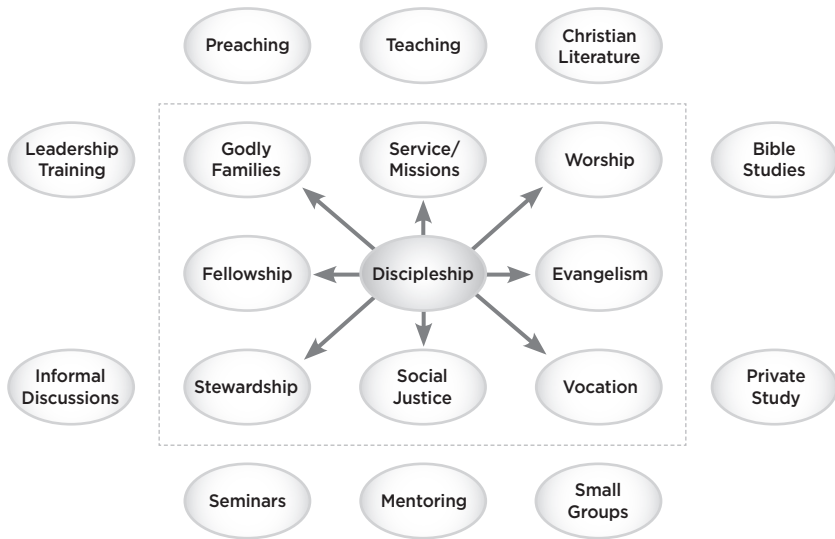 Preaching
Teaching
Christian
Literature
Leadership
Training
Godly
Families
Service/
Missions
Worship
Bible
Studies
Fellowship
Discipleship
Evangelism
Informal
Discussions
Stewardship
Social
Justice
Vocation
Private
Study
Seminars
Mentoring
Small
Groups